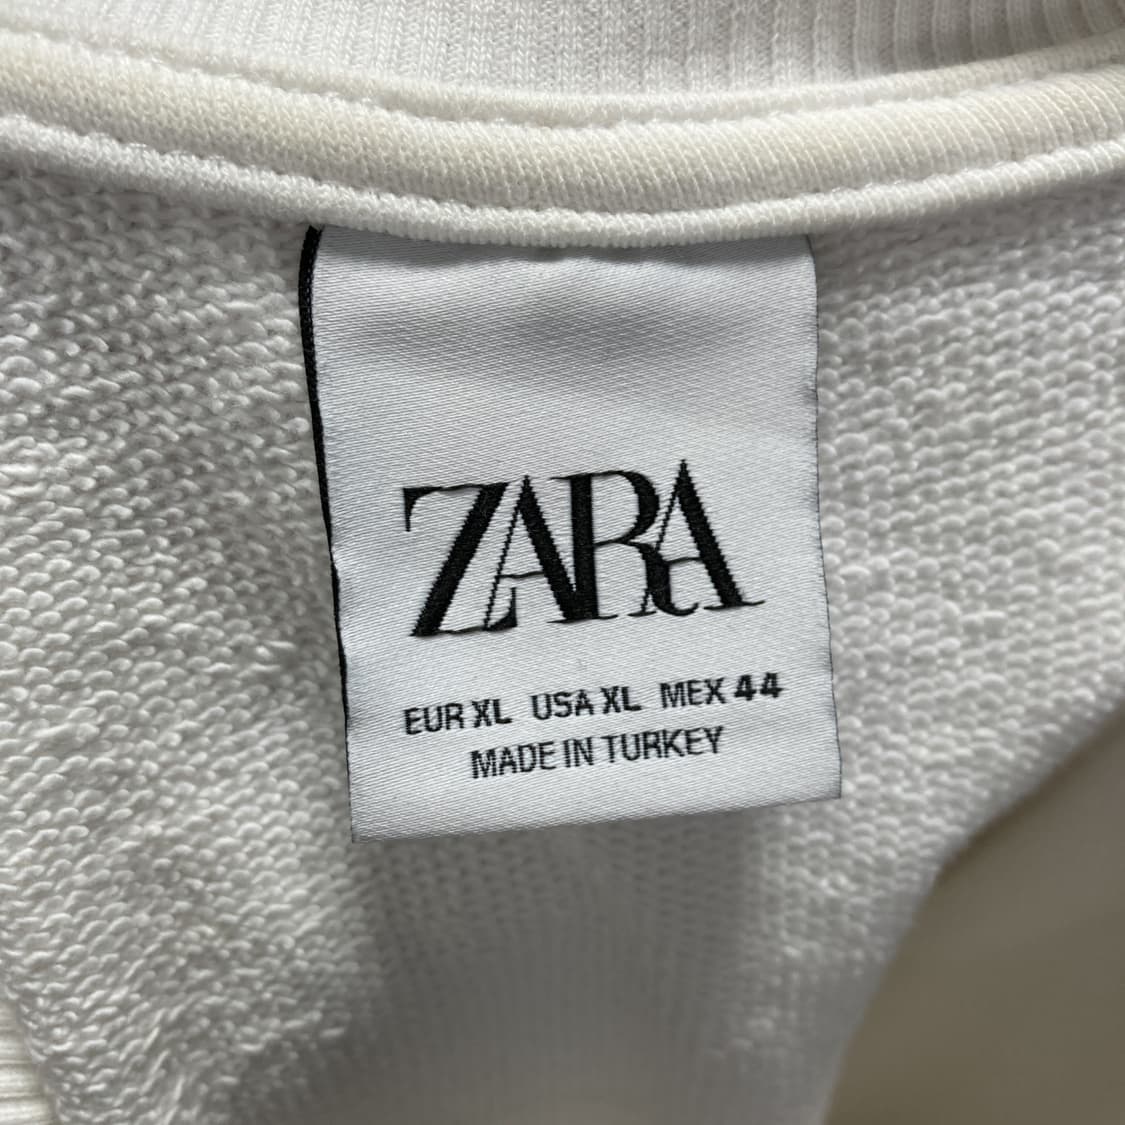 ZARA
EUR XL USA XL MEX 44
MADE IN TURKEY